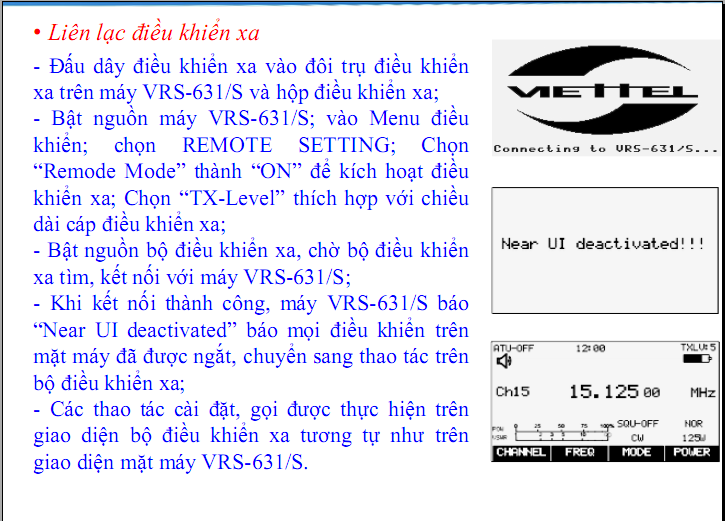 • Liên lạc điều khiển xa
- Đấu dây điều khiển xa vào đôi trụ điều khiển
xa trên máy VRS-631/S và hộp điều khiển xa;
- Bật nguồn máy VRS-631/S; vào Menu điều
khiển; chọn REMOTE SETTING; Chọn
“Remode Mode” thành “ON” để kích hoạt điều
khiển xa; Chọn “TX-Level” thích hợp với chiều
dài cáp điều khiển xa;
- Bật nguồn bộ điều khiển xa, chờ bộ điều khiển
xa tìm, kết nối với máy VRS-631/S;
- Khi kết nối thành công, máy VRS-631/S báo
“Near UI deactivated” báo mọi điều khiển trên
mặt máy đã được ngắt, chuyển sang thao tác trên
bộ điều khiển xa;
- Các thao tác cài đặt, gọi được thực hiện trên
giao diện bộ điều khiển xa tương tự như trên
giao diện mặt máy VRS-631/S.
VIETTEL
Connecting to VRS-631/S...
Near UI deactivated!!!
ATU-OFF 12:00 TXLV:5
Ch15 15.125 00 MHz
POW 0 25 50 75 100% SQU-OFF NOR
VSWR CW 125W
CHANNEL FREQ MODE POWER